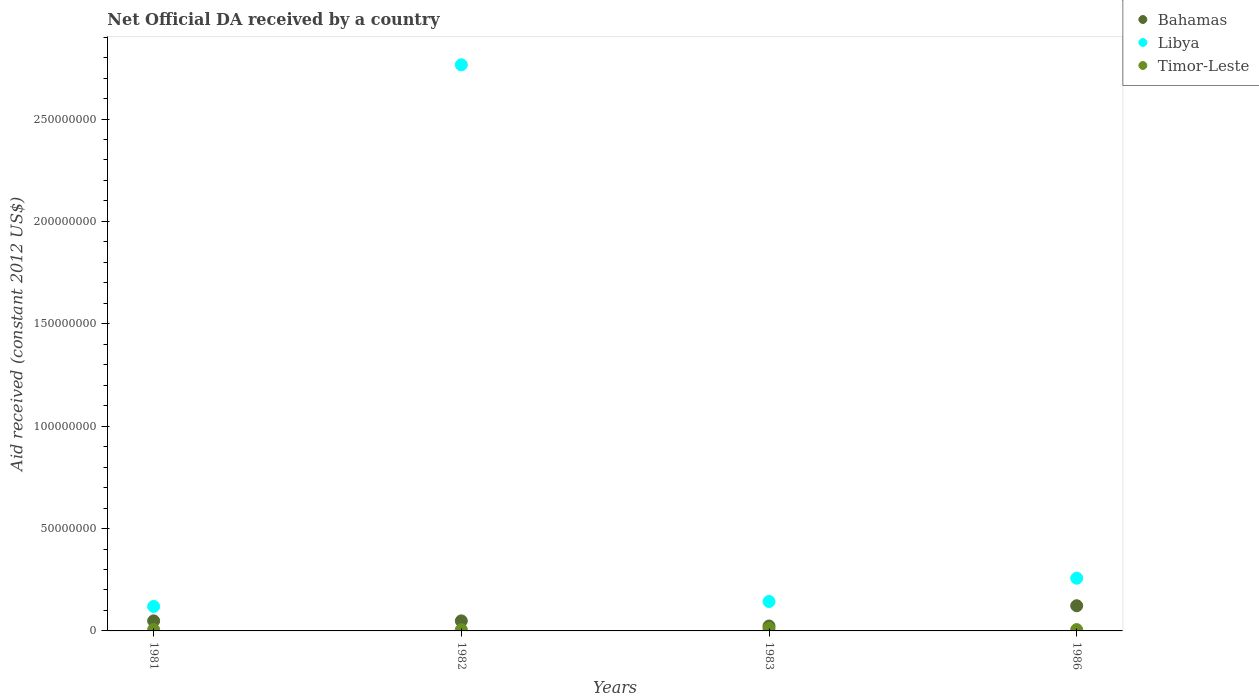 Net Official DA received by a country
Bahamas
Libya
Timor-Leste
Aid received (constant 2012 US$)
250000000
200000000
150000000
100000000
50000000
0
1981
1982
1983
1986
Years